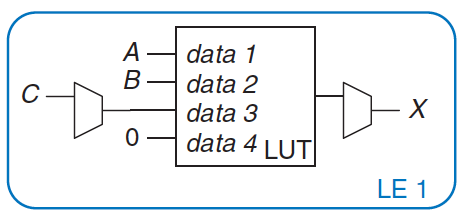 A data 1
B data 2
C
data 3
0 data 4
LUT
X
LE 1